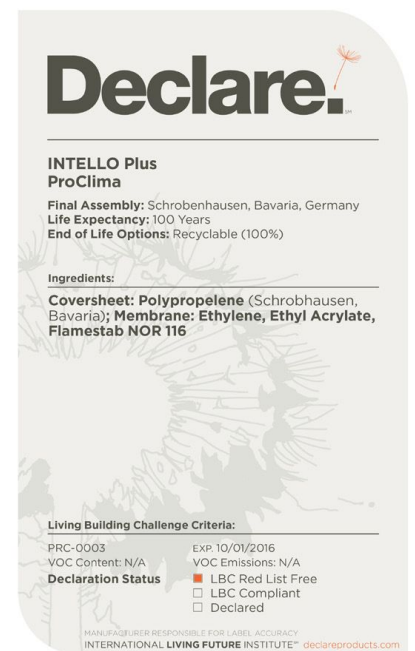 Declare.
SM
INTELLO Plus
ProClima
Final Assembly: Schrobenhausen, Bavaria, Germany
Life Expectancy: 100 Years
End of Life Options: Recyclable (100%)
Ingredients:
Coversheet: Polypropelene (Schrobhausen,
Bavaria); Membrane: Ethylene, Ethyl Acrylate,
Flamestab NOR 116
Living Building Challenge Criteria:
PRC-0003 EXP. 10/01/2016
VOC Content: N/A VOC Emissions: N/A
Declaration Status LBC Red List Free
LBC Compliant
Declared
MANUFACTURER RESPONSIBLE FOR LABEL ACCURACY
INTERNATIONAL LIVING FUTURE INSTITUTE℠ declareproducts.com